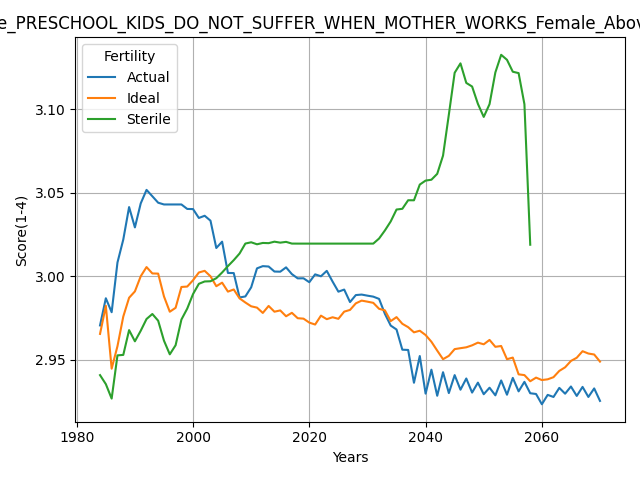 e_PRESCHOOL_KIDS_DO_NOT_SUFFER_WHEN_MOTHER_WORKS_Female_Abov
Fertility
Actual
Ideal
Sterile
3.10
3.05
3.00
2.95
Score(1-4)
1980
2000
2020
2040
2060
Years